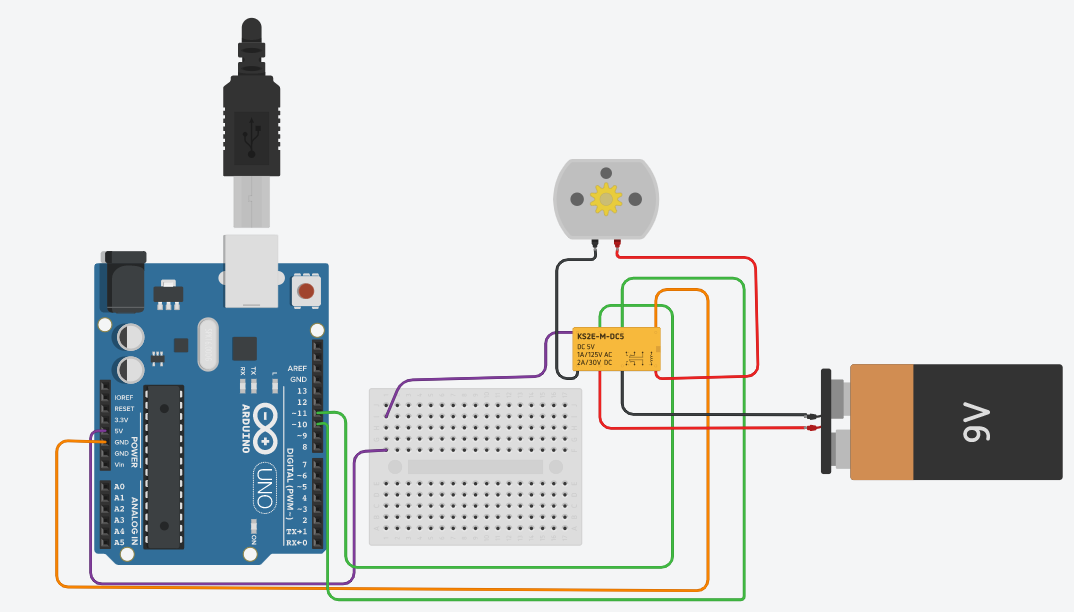 KS2E-M-DC5
DC 5V
1A/125V AC
2A/30V DC
9V
IOREF
RESET
3.3V
5V
GND
GND
Vin
POWER
A0
A1
A2
A3
A4
A5
ANALOG IN
RX
TX
L
ARDUINO
UNO
ON
AREF
GND
13
12
~11
~10
~9
8
7
~6
~5
4
~3
2
TX→1
RX←0
DIGITAL (PWM~)